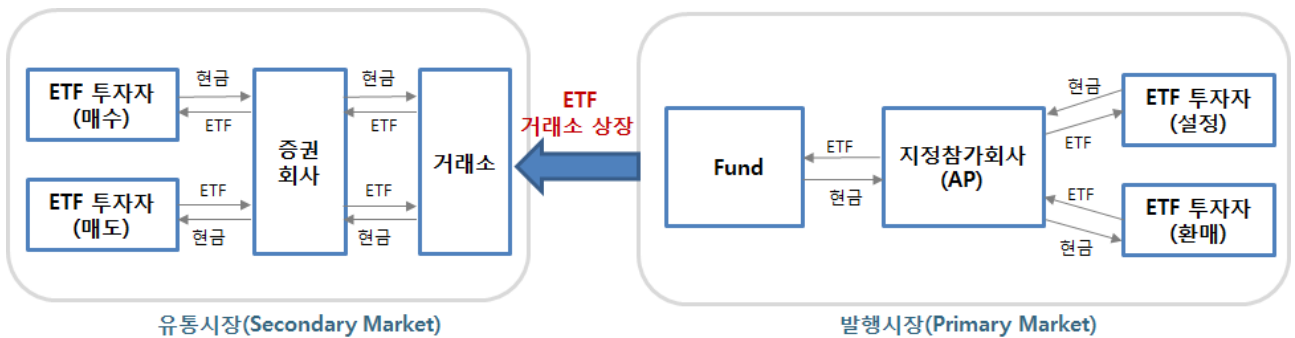 ETF 투자자
(매수)
현금
ETF
ETF 투자자
(매도)
ETF
현금
증권
회사
현금
ETF
ETF
현금
거래소
ETF
거래소 상장
Fund
ETF
현금
지정참가회사
(AP)
현금
ETF
ETF 투자자
(설정)
ETF
현금
ETF 투자자
(환매)
유통시장(Secondary Market)
발행시장(Primary Market)